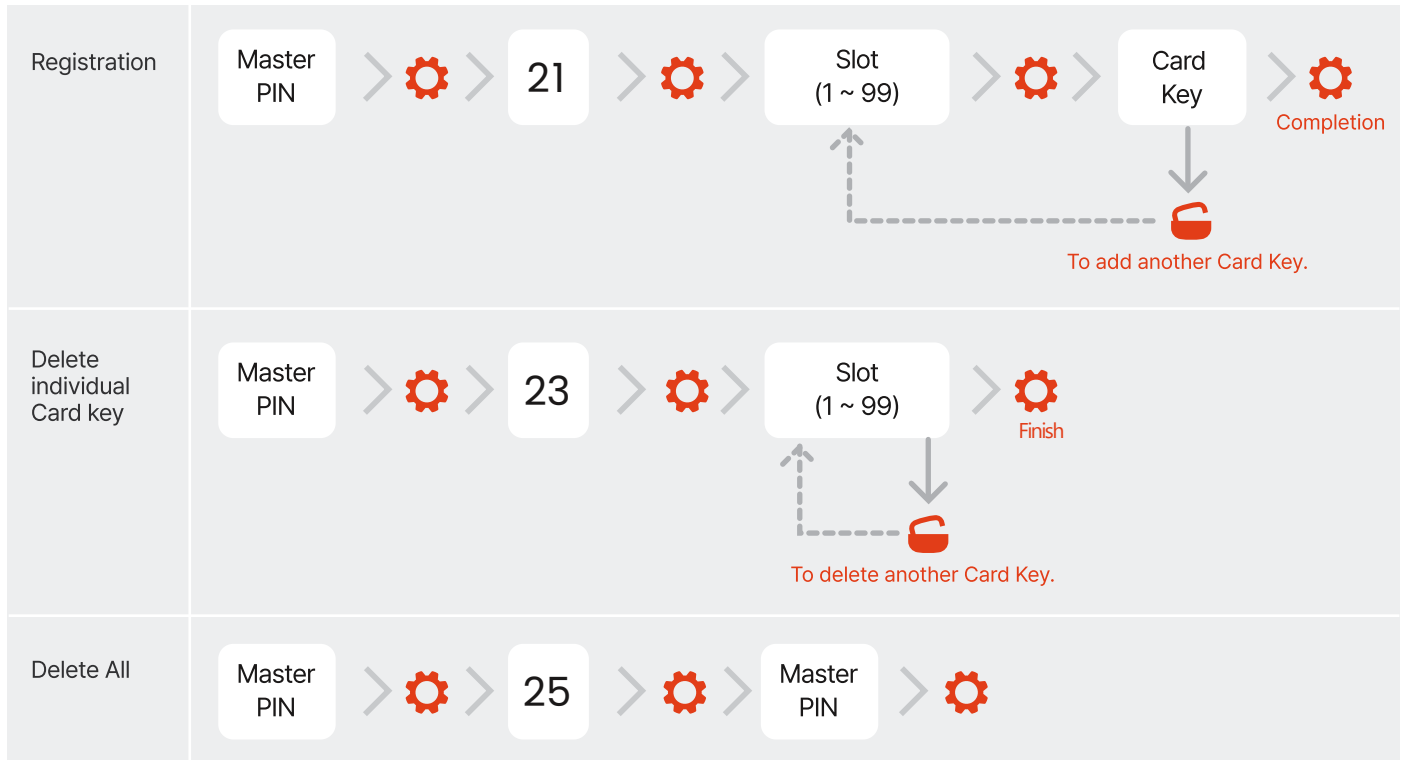 Registration
Master
PIN
21
Slot
(1 ~ 99)
Card
Key
Completion
To add another Card Key.
Delete
individual
Card key
Master
PIN
23
Slot
(1 ~ 99)
Finish
To delete another Card Key.
Delete All
Master
PIN
25
Master
PIN